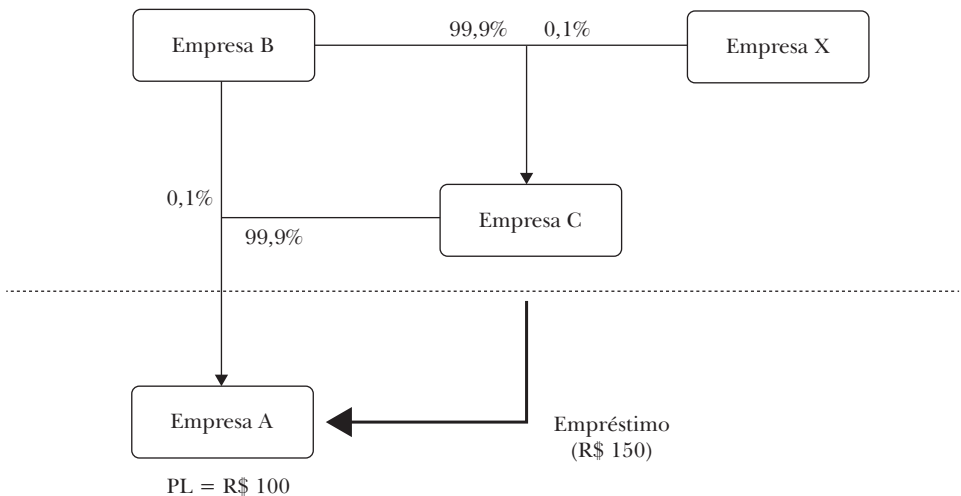 Empresa B
99,9%
0,1%
Empresa X
0,1%
Empresa C
99,9%
Empresa A
Empréstimo
(R$ 150)
PL = R$ 100